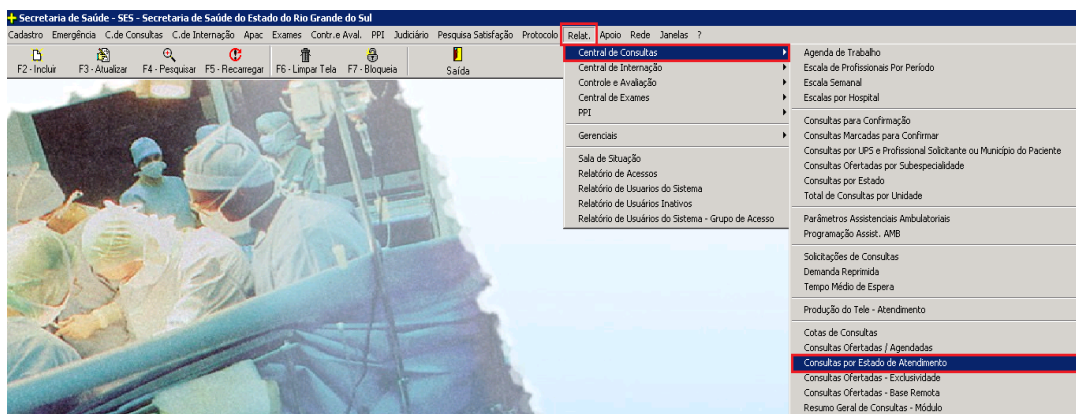 Secretaria de Saúde - SES - Secretaria de Saúde do Estado do Rio Grande do Sul
Cadastro Emergência C.de Consultas C.de Internação Apac Exames Contr.e Aval. PPI Judiciário Pesquisa Satisfação Protocolo Relat. Apoio Rede Janelas ?
F2 - Incluir F3 - Atualizar F4 - Pesquisar F5 - Recarregar F6 - Limpar Tela F7 - Bloqueia Saída
Central de Consultas
Central de Internação
Controle e Avaliação
Central de Exames
PPI
Gerenciais
Sala de Situação
Relatório de Acessos
Relatório de Usuarios do Sistema
Relatório de Usuários Inativos
Relatório de Usuários do Sistema - Grupo de Acesso
Agenda de Trabalho
Escala de Profissionais Por Período
Escala Semanal
Escalas por Hospital
Consultas para Confirmação
Consultas Marcadas para Confirmar
Consultas por UPS e Profissional Solicitante ou Município do Paciente
Consultas Ofertadas por Subespecialidade
Consultas por Estado
Total de Consultas por Unidade
Parâmetros Assistenciais Ambulatoriais
Programação Assist. AMB
Solicitações de Consultas
Demanda Reprimida
Tempo Médio de Espera
Produção do Tele - Atendimento
Cotas de Consultas
Consultas Ofertadas / Agendadas
Consultas por Estado de Atendimento
Consultas Ofertadas - Exclusividade
Consultas Ofertadas - Base Remota
Resumo Geral de Consultas - Módulo